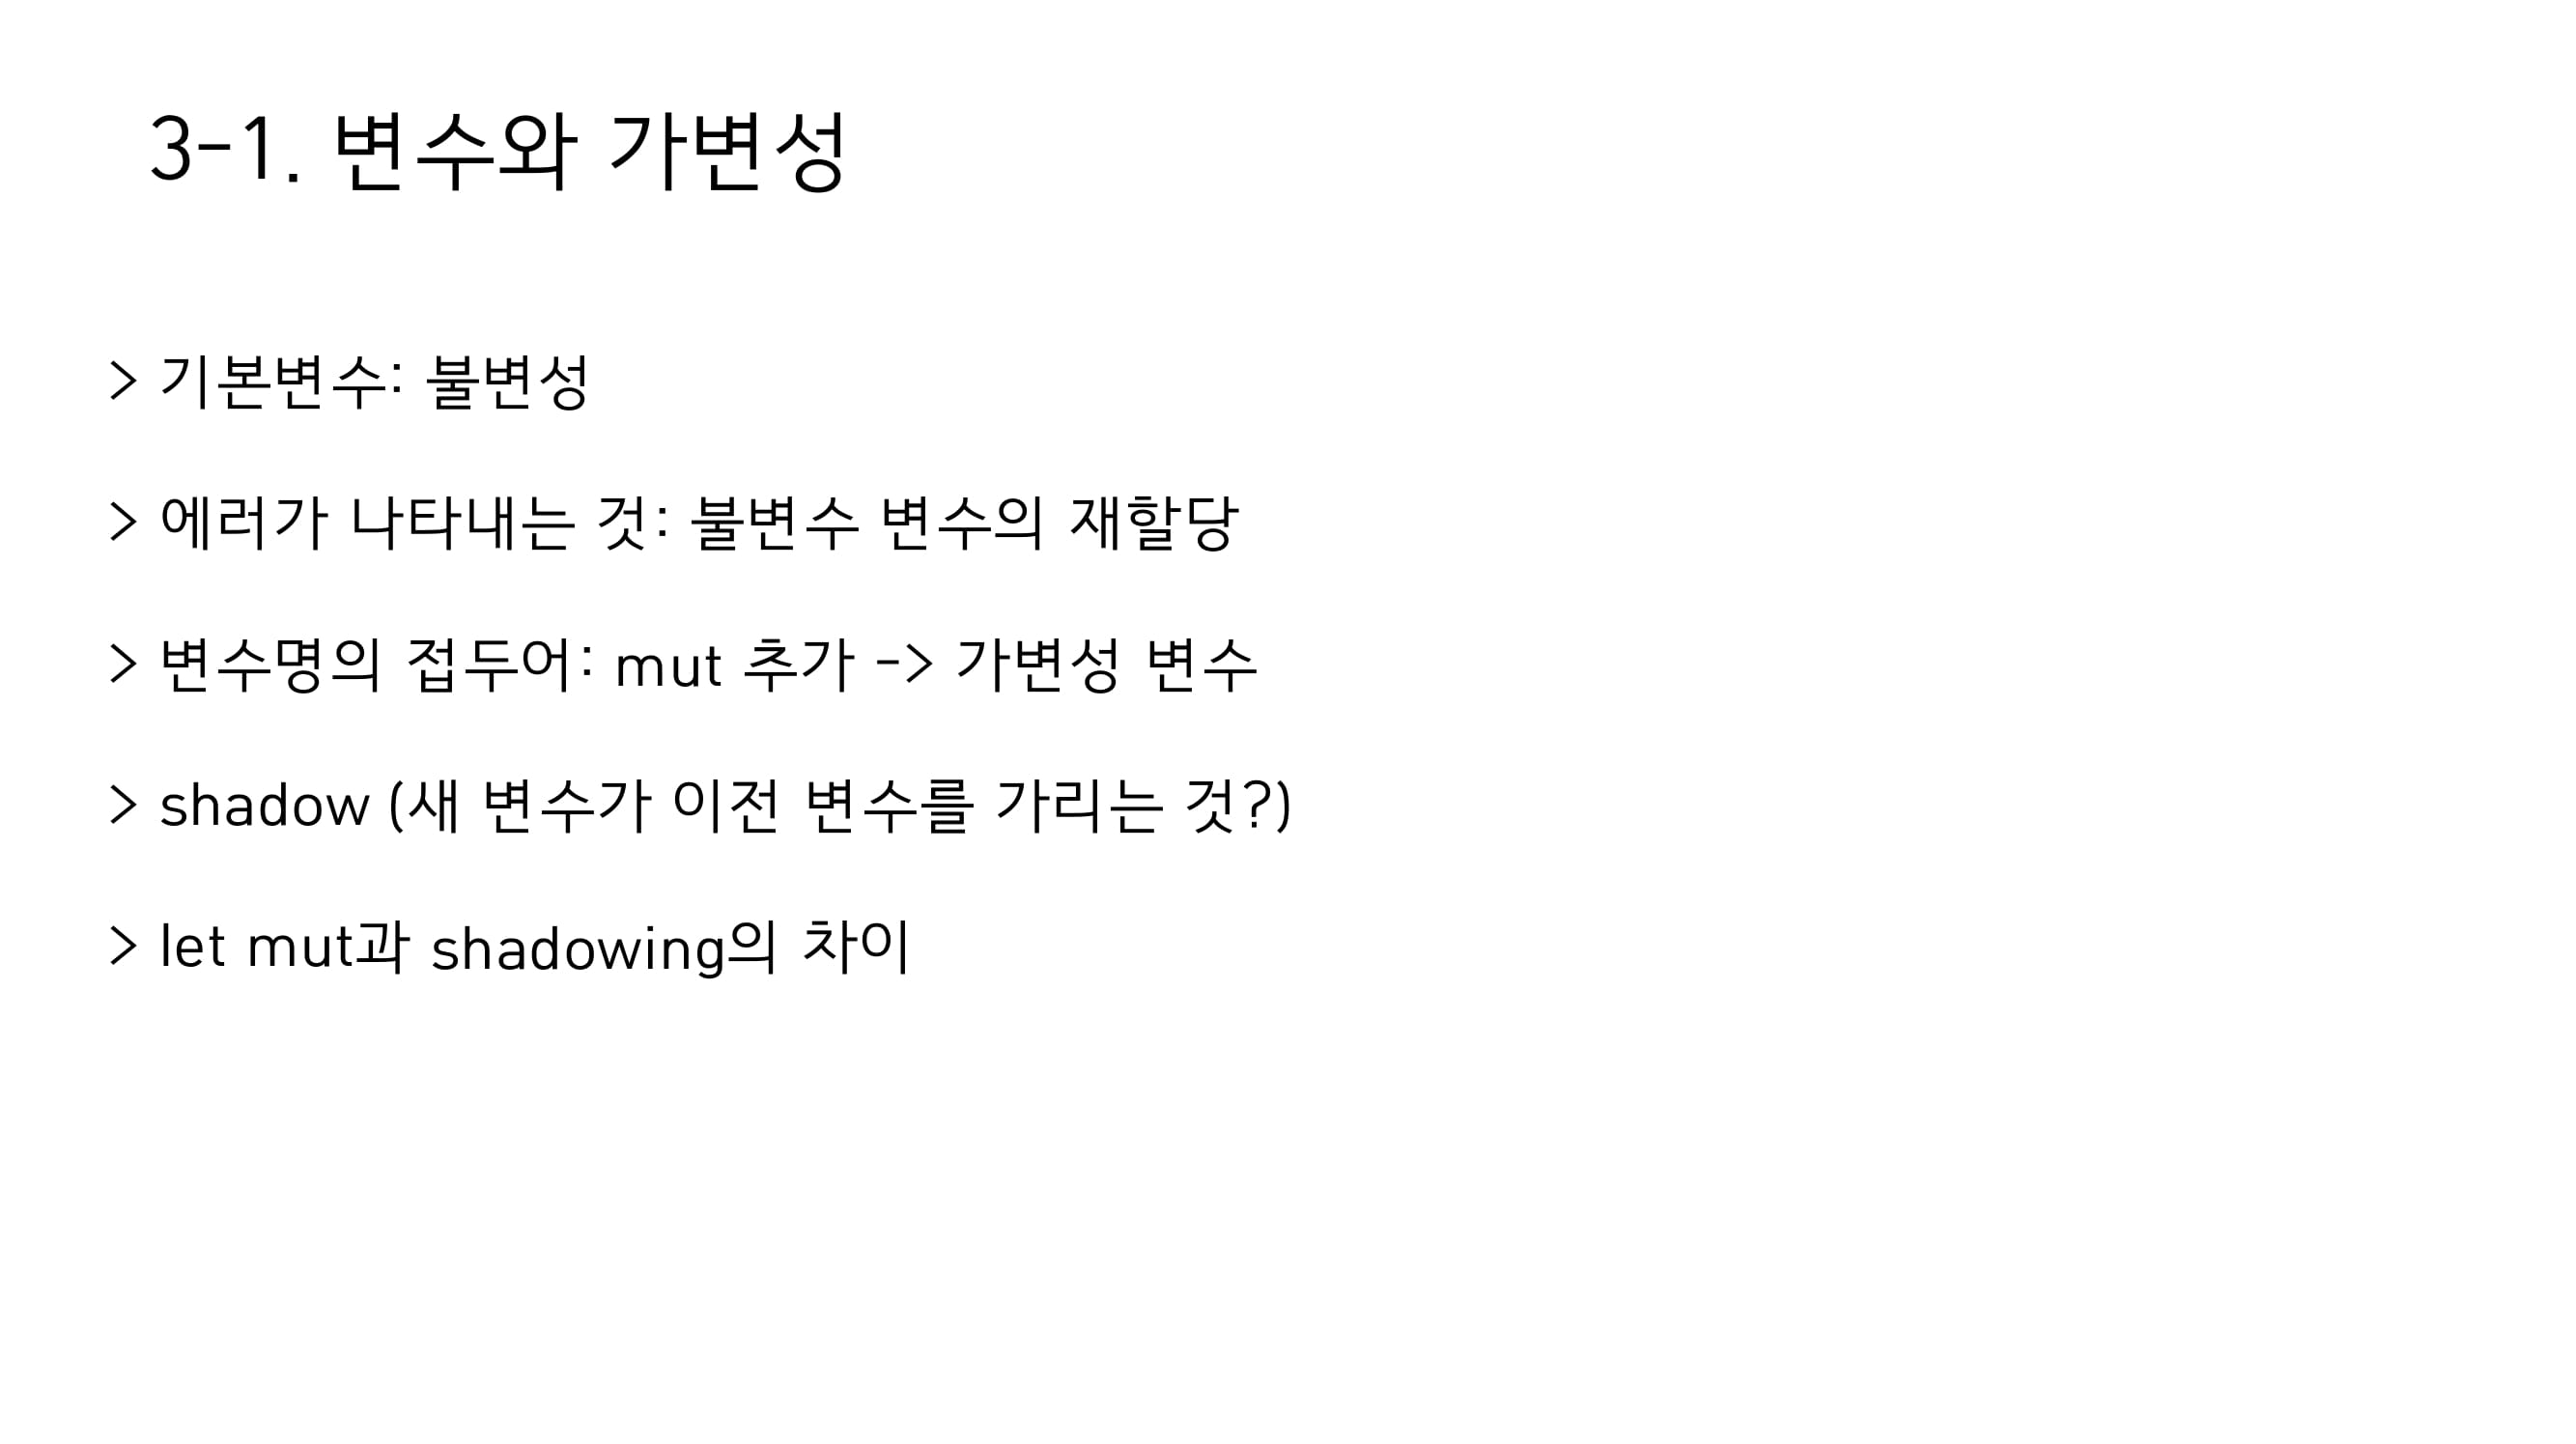 3-1. 변수와 가변성
> 기본변수: 불변성
> 에러가 나타내는 것: 불변수 변수의 재할당
> 변수명의 접두어: mut 추가 -> 가변성 변수
> shadow (새 변수가 이전 변수를 가리는 것?)
> let mut과 shadowing의 차이